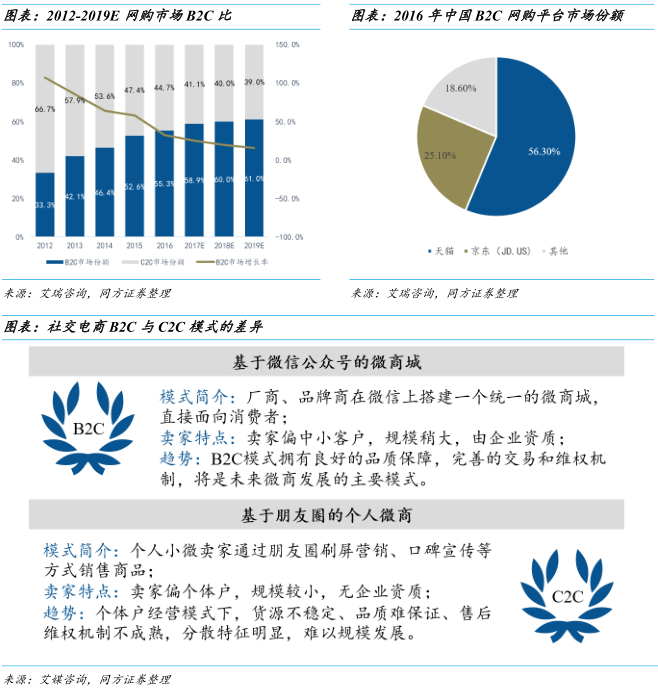 图表：2012-2019E 网购市场 B2C 比
100%
80%
60%
40%
20%
0%
150.0%
100.0%
50.0%
0.0%
-50.0%
-100.0%
66.7%
57.9%
53.6%
47.4%
44.7%
41.1%
40.0%
39.0%
33.3%
42.1%
46.4%
52.6%
55.3%
58.9%
60.0%
61.0%
2012 2013 2014 2015 2016 2017E 2018E 2019E
B2C市场份额 C2C市场份额 B2C市场增长率
来源：艾瑞咨询，同方证券整理
图表：2016 年中国 B2C 网购平台市场份额
18.60%
56.30%
25.10%
天猫 京东（JD.US） 其他
来源：艾瑞咨询，同方证券整理
图表：社交电商 B2C 与 C2C 模式的差异
基于微信公众号的微商城
B2C
模式简介：厂商、品牌商在微信上搭建一个统一的微商城，
直接面向消费者；
卖家特点：卖家偏中小客户，规模稍大，由企业资质；
趋势：B2C模式拥有良好的品质保障，完善的交易和维权机
制，将是未来微商发展的主要模式。
基于朋友圈的个人微商
模式简介：个人小微卖家通过朋友圈刷屏营销、口碑宣传等
方式销售商品；
卖家特点：卖家偏个体户，规模较小，无企业资质；
趋势：个体户经营模式下，货源不稳定、品质难保证、售后
维权机制不成熟，分散特征明显，难以规模发展。
C2C
来源：艾媒咨询，同方证券整理